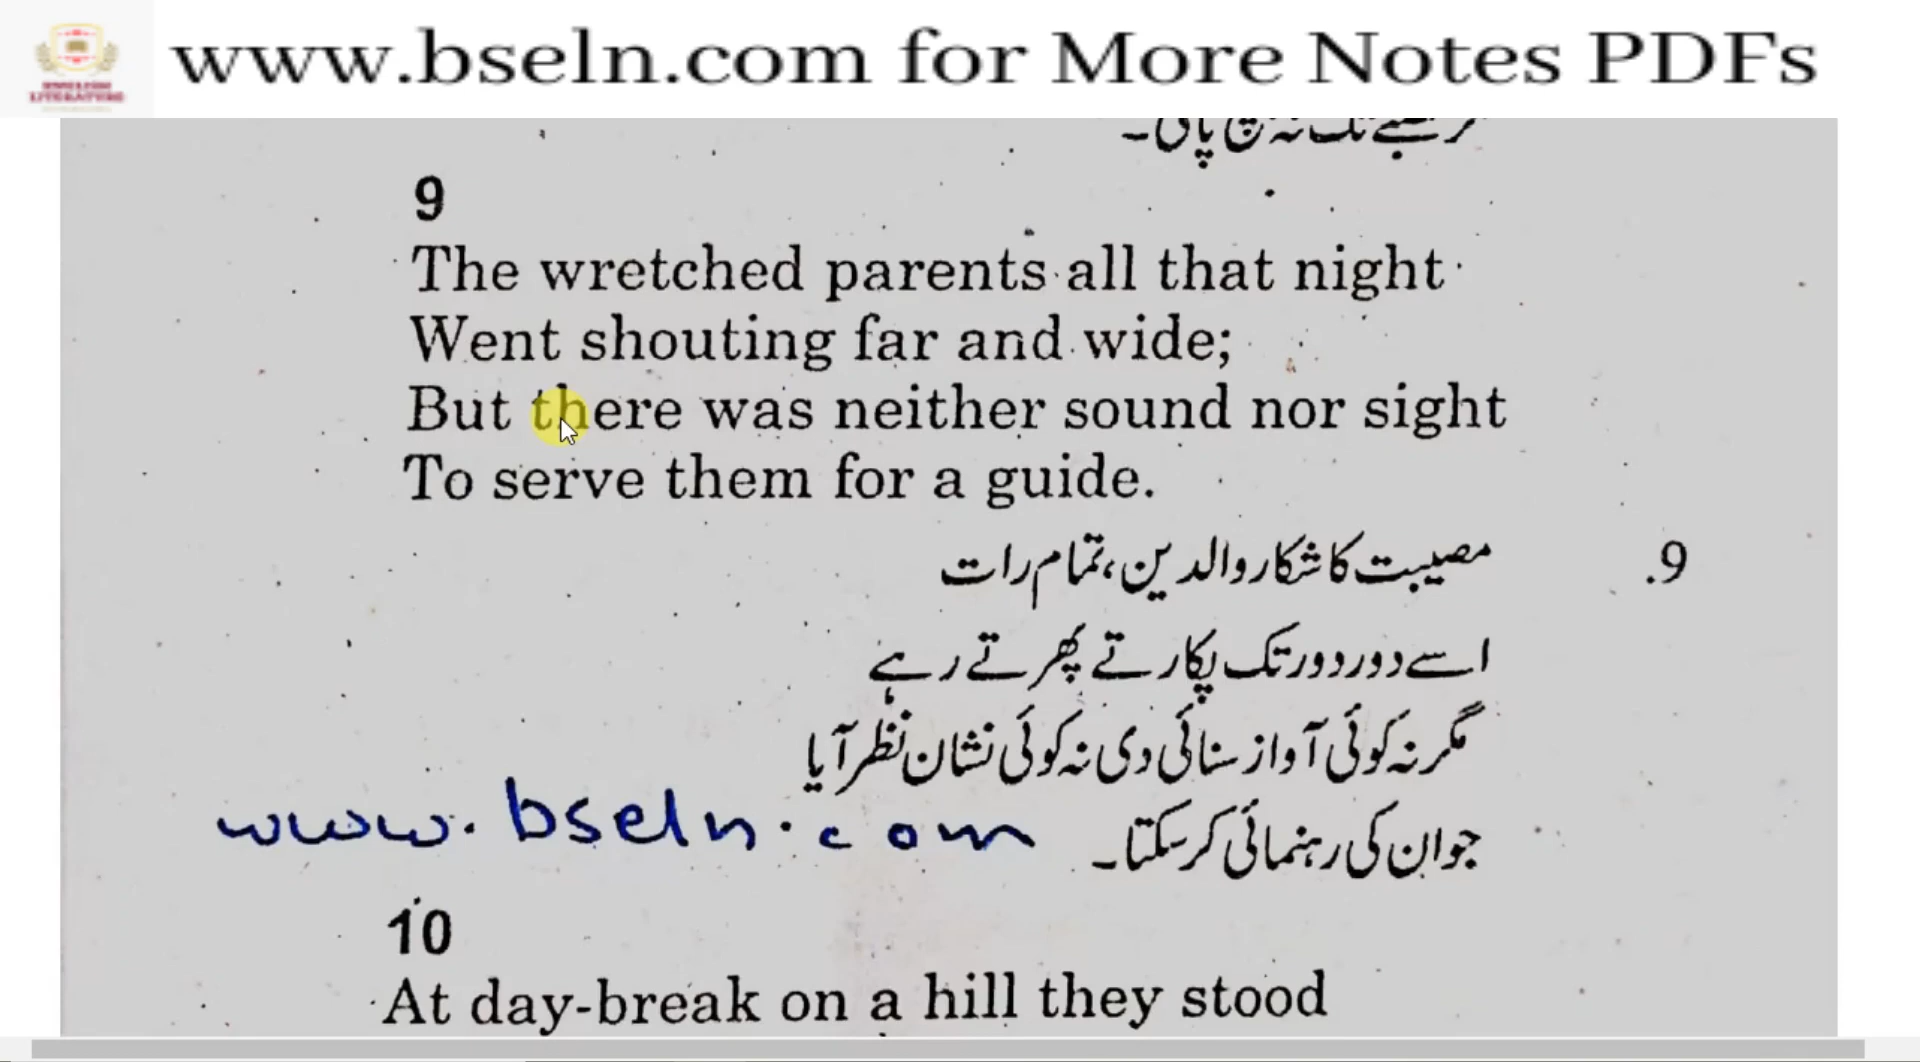 www.bseln.com for More Notes PDFs
9
The wretched parents all that night
Went shouting far and wide;
But there was neither sound nor sight
To serve them for a guide.
9. مصیبت کا شکار والدین، تمام رات
اسے دور دور تک پکارتے پھرتے رہے
مگر نہ کوئی آواز سنائی دی نہ کوئی نشان نظر آیا
جو ان کی رہنمائی کر سکتا۔
www.bseln.com
10
At day-break on a hill they stood